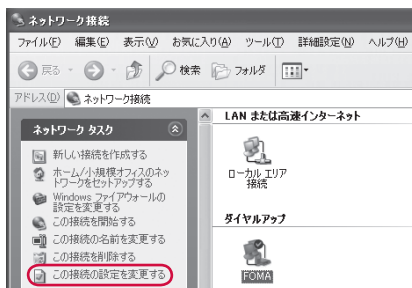 ネットワーク接続
ファイル(F) 編集(E) 表示(V) お気に入り(A) ツール(T) 詳細設定(N) ヘルプ(H)
戻る 検索 フォルダ
アドレス(D) ネットワーク接続
ネットワーク タスク
新しい接続を作成する
ホーム/小規模オフィスのネッ
トワークをセットアップする
Windows ファイアウォールの
設定を変更する
この接続を開始する
この接続の名前を変更する
この接続を削除する
この接続の設定を変更する
LAN または高速インターネット
ローカル エリア
接続
ダイヤルアップ
FOMA